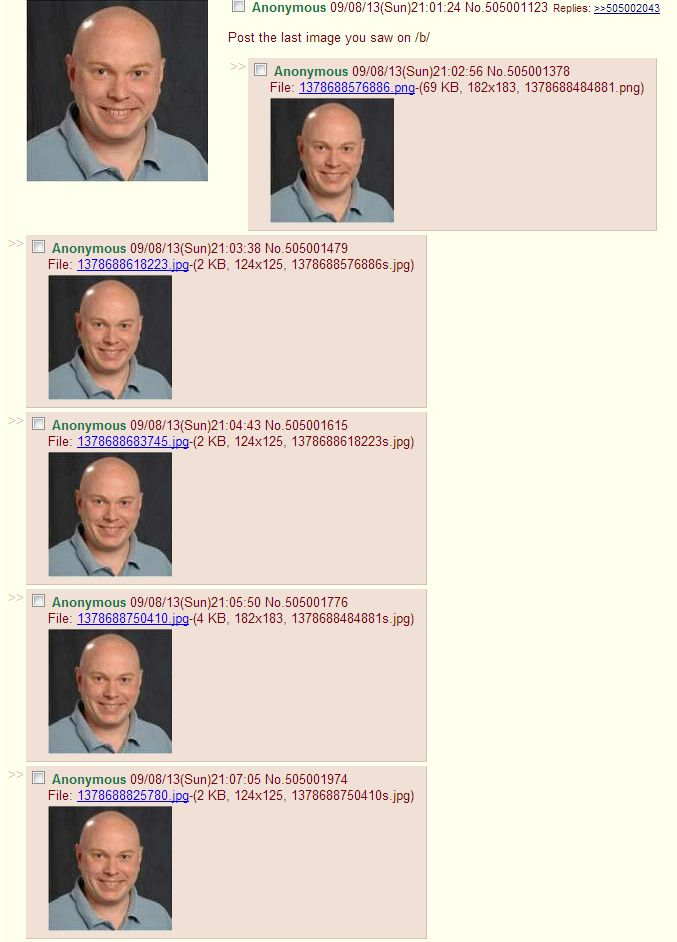 Anonymous 09/08/13(Sun)21:01:24 No.505001123 Replies: >>505002043
Post the last image you saw on /b/
>> Anonymous 09/08/13(Sun)21:02:56 No.505001378
File: 1378688576886.png-(69 KB, 182x183, 1378688484881.png)
>> Anonymous 09/08/13(Sun)21:03:38 No.505001479
File: 1378688618223.jpg-(2 KB, 124x125, 1378688576886s.jpg)
>> Anonymous 09/08/13(Sun)21:04:43 No.505001615
File: 1378688683745.jpg-(2 KB, 124x125, 1378688618223s.jpg)
>> Anonymous 09/08/13(Sun)21:05:50 No.505001776
File: 1378688750410.jpg-(4 KB, 182x183, 1378688484881s.jpg)
>> Anonymous 09/08/13(Sun)21:07:05 No.505001974
File: 1378688825780.jpg-(2 KB, 124x125, 1378688750410s.jpg)